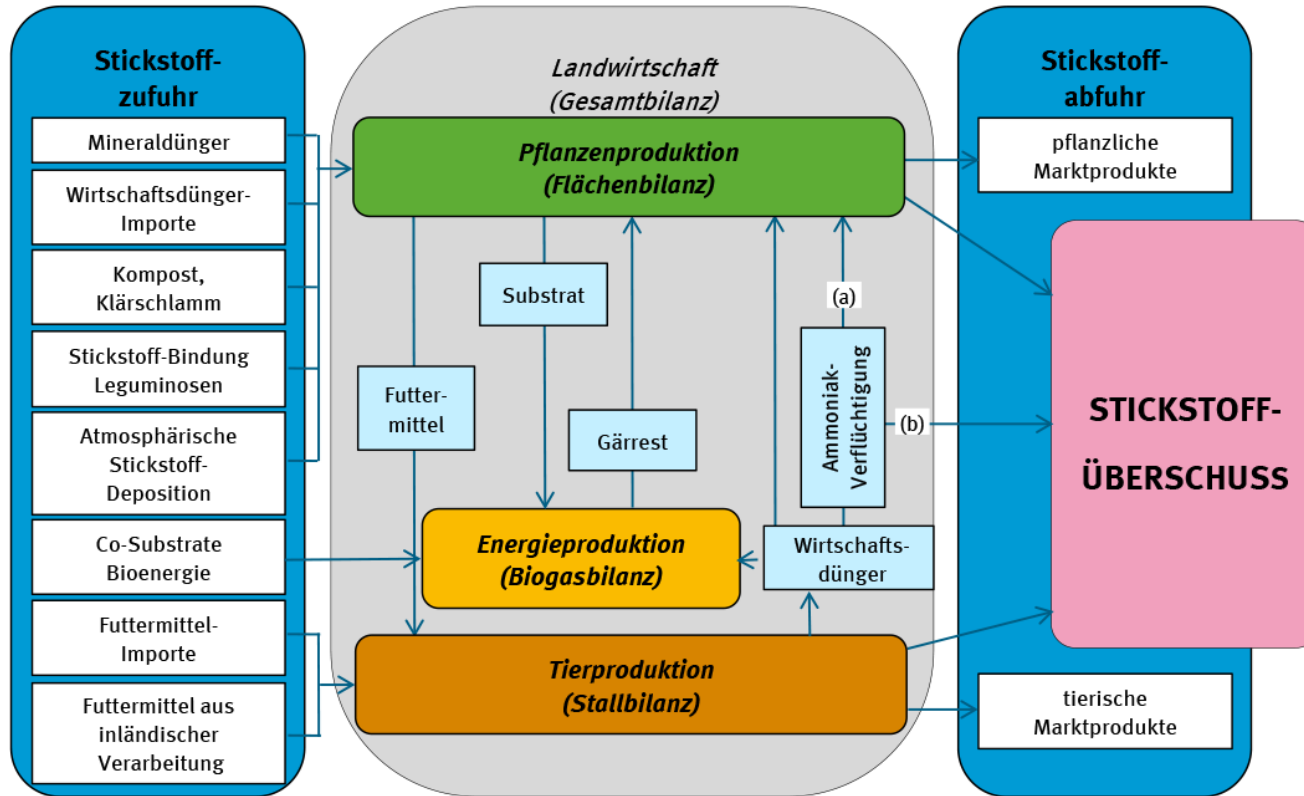 Stickstoff-
zufuhr
Mineraldünger
Wirtschaftsdünger-
Importe
Kompost,
Klärschlamm
Stickstoff-Bindung
Leguminosen
Atmosphärische
Stickstoff-
Deposition
Co-Substrate
Bioenergie
Futtermittel-
Importe
Futtermittel aus
inländischer
Verarbeitung
Landwirtschaft
(Gesamtbilanz)
Pflanzenproduktion
(Flächenbilanz)
Substrat
Futter-
mittel
Gärrest
(a)
Ammoniak-
Verflüchtigung
(b)
Energieproduktion
(Biogasbilanz)
Wirtschafts-
dünger
Tierproduktion
(Stallbilanz)
Stickstoff-
abfuhr
pflanzliche
Marktprodukte
STICKSTOFF-
ÜBERSCHUSS
tierische
Marktprodukte